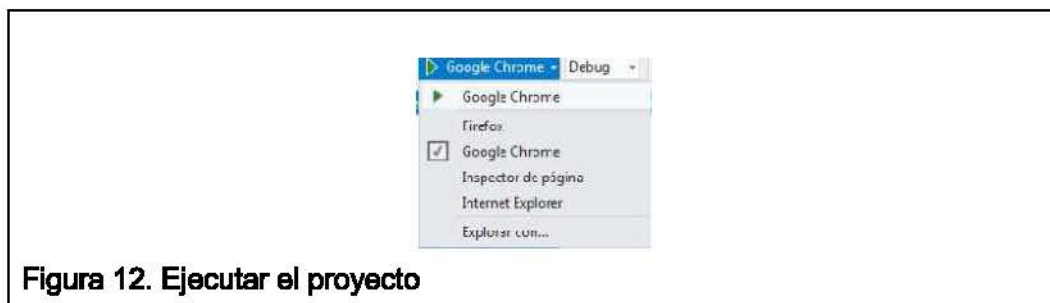 Google Chrome Debug
Google Chrome
Firefox
Google Chrome
Inspector de página
Internet Explorer
Explorar con...
Figura 12. Ejecutar el proyecto